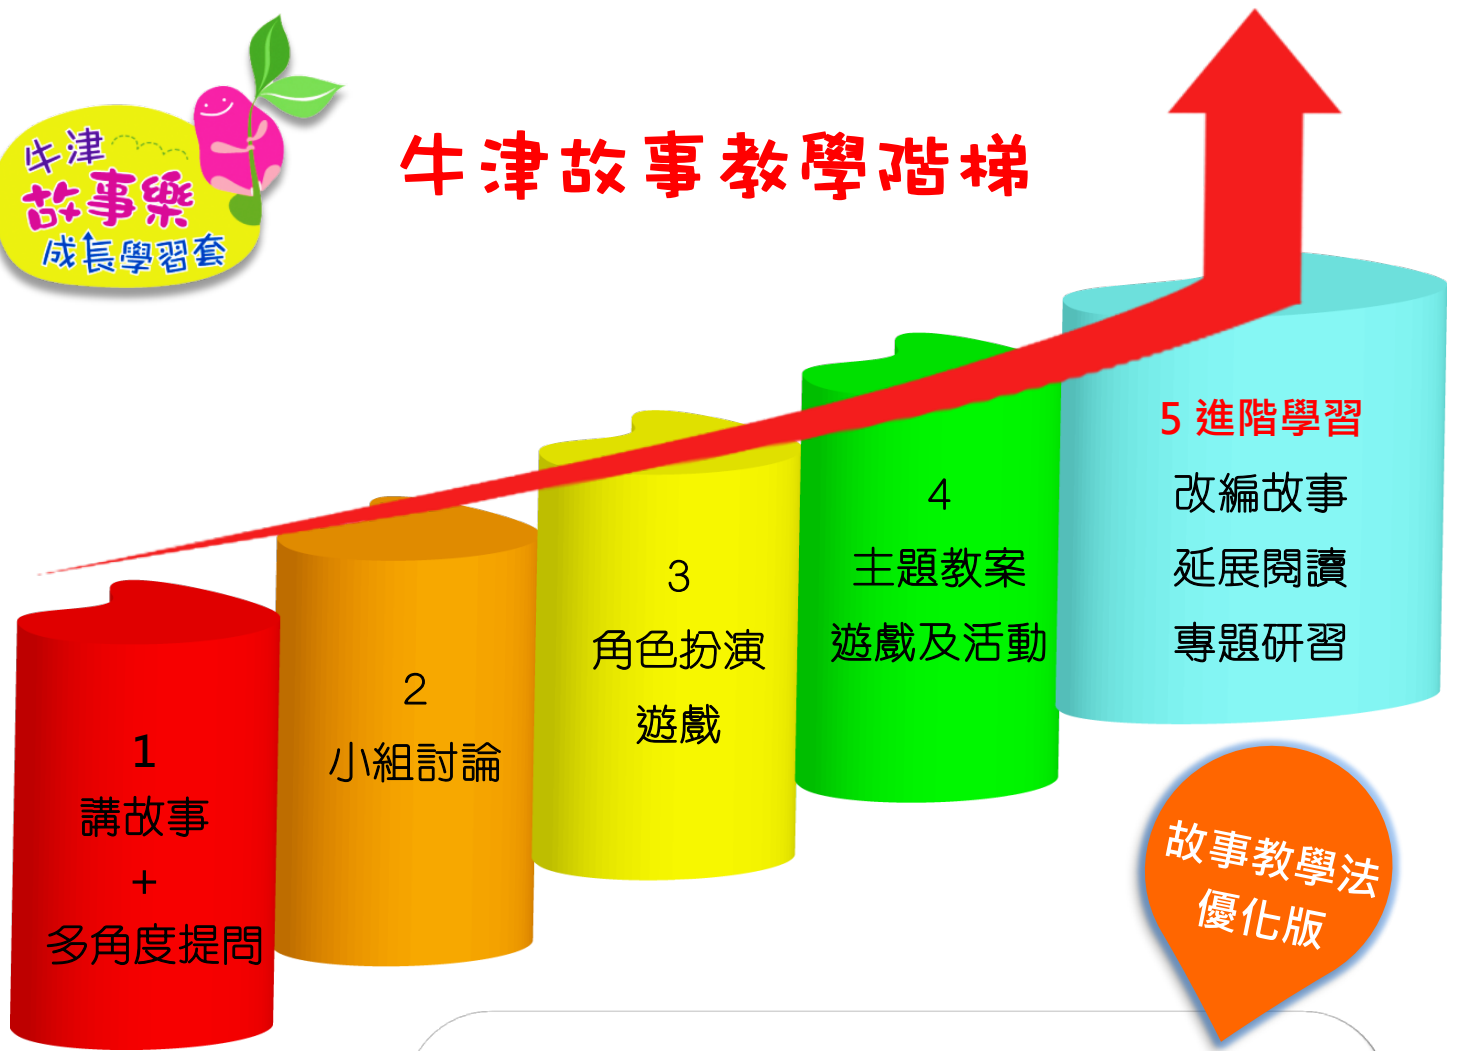 牛津
故事樂
成長學習套
牛津故事教學階梯
1
講故事
+
多角度提問
2
小組討論
3
角色扮演
遊戲
4
主題教案
遊戲及活動
5 進階學習
改編故事
延展閱讀
專題研習
故事教學法
優化版